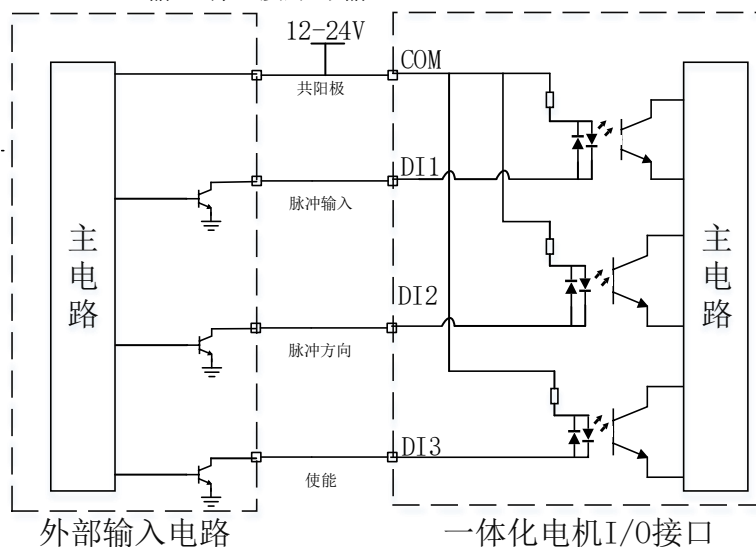 12-24V
COM
共阳极
DI1
脉冲输入
主电路
主电路
DI2
脉冲方向
DI3
使能
外部输入电路
一体化电机I/O接口